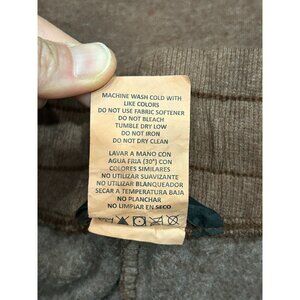 MACHINE WASH COLD WITH
LIKE COLORS
DO NOT USE FABRIC SOFTENER
DO NOT BLEACH
TUMBLE DRY LOW
DO NOT IRON
DO NOT DRY CLEAN
LAVAR A MANO CON
AGUA FRIA (30°) CON
COLORES SIMILARES
NO UTILIZAR SUAVIZANTE
NO UTILIZAR BLANQUEADOR
SECAR A TEMPERATURA BAJA
NO PLANCHAR
NO LIMPIAR EN SECO